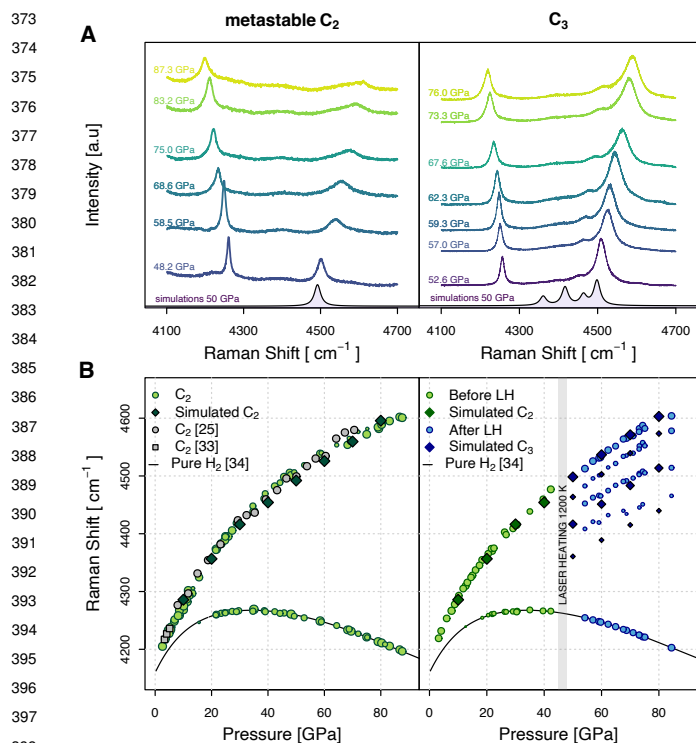 373
374
375
376
377
378
379
380
381
382
383
384
385
386
387
388
389
390
391
392
393
394
395
396
397
A
metastable C₂
C₃
Intensity [a.u]
87.3 GPa
83.2 GPa
75.0 GPa
68.6 GPa
58.5 GPa
48.2 GPa
simulations 50 GPa
4100 4300 4500 4700
Raman Shift [ cm⁻¹ ]
76.0 GPa
73.3 GPa
67.6 GPa
62.3 GPa
59.3 GPa
57.0 GPa
52.6 GPa
simulations 50 GPa
4100 4300 4500 4700
Raman Shift [ cm⁻¹ ]
B
Raman Shift [ cm⁻¹ ]
4600
4500
4400
4300
4200
C₂
Simulated C₂
C₂ [25]
C₂ [33]
Pure H₂ [34]
0 20 40 60 80
Pressure [GPa]
Before LH
Simulated C₂
After LH
Simulated C₃
Pure H₂ [34]
LASER HEATING 1200 K
0 20 40 60 80
Pressure [GPa]